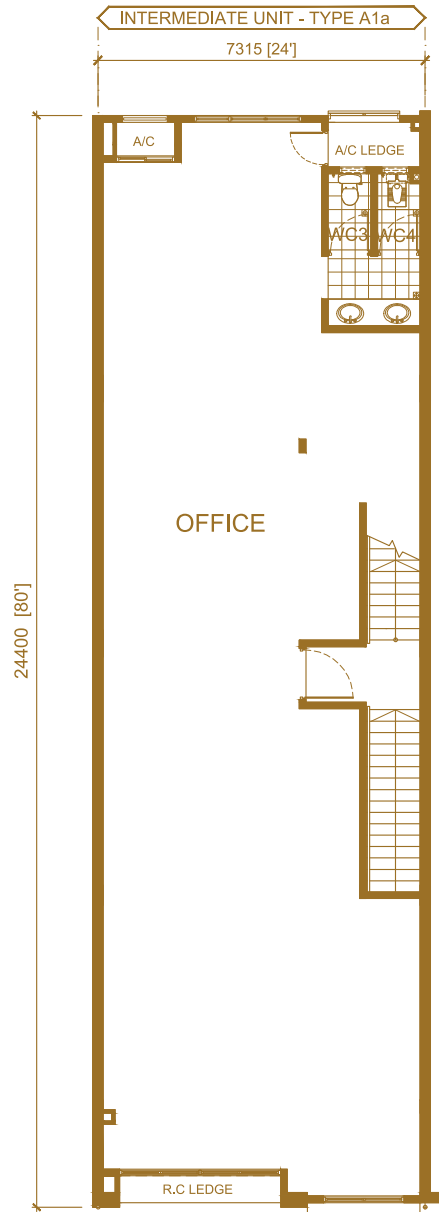 INTERMEDIATE UNIT - TYPE A1a
7315 [24']
A/C
A/C LEDGE
WC3
WC4
OFFICE
24400 [80']
R.C LEDGE